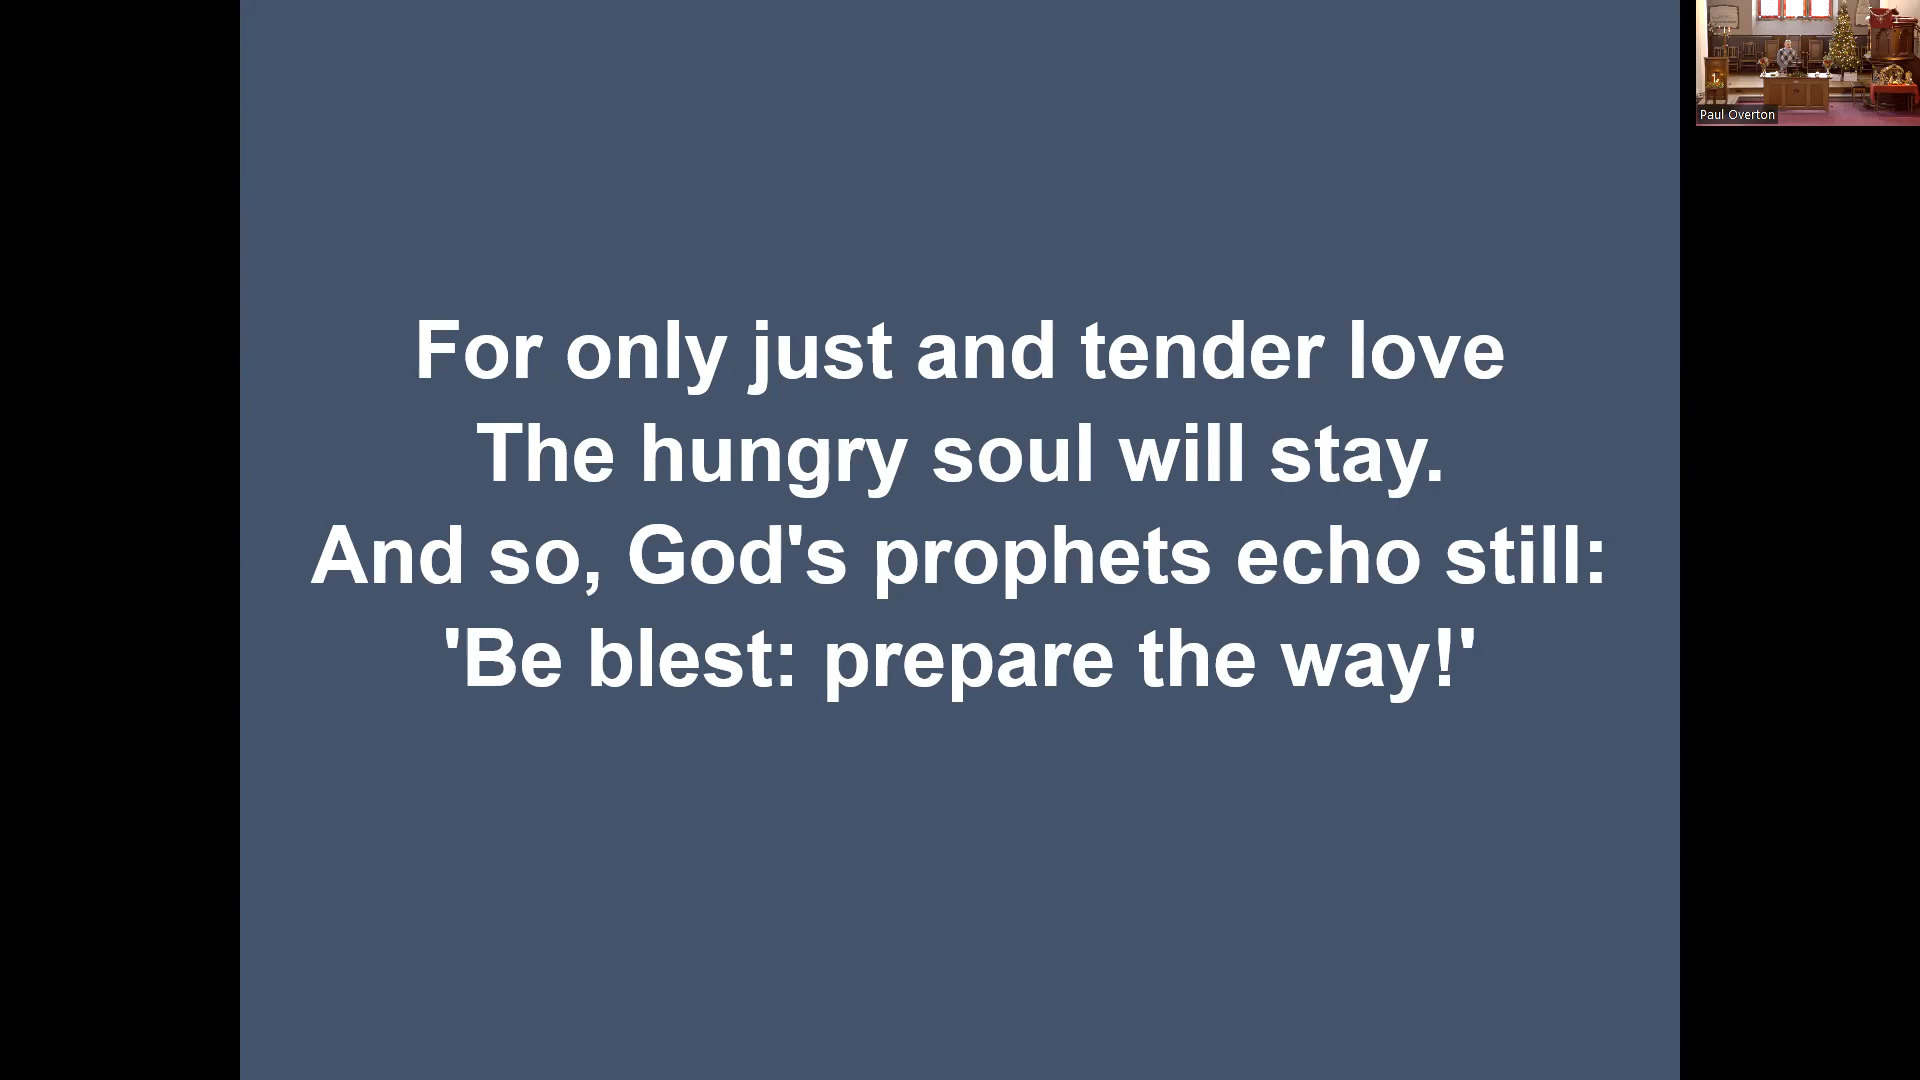 For only just and tender love
The hungry soul will stay.
And so, God's prophets echo still:
'Be blest: prepare the way!'
Paul Overton